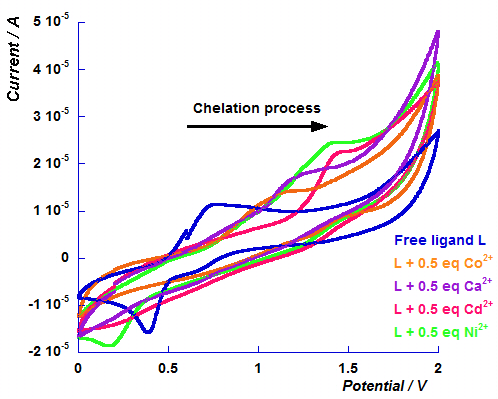 Current / A
5 10⁻⁵
4 10⁻⁵
3 10⁻⁵
2 10⁻⁵
1 10⁻⁵
0
-1 10⁻⁵
-2 10⁻⁵
Chelation process
Free ligand L
L + 0.5 eq Co²⁺
L + 0.5 eq Ca²⁺
L + 0.5 eq Cd²⁺
L + 0.5 eq Ni²⁺
0 0.5 1 1.5 2
Potential / V